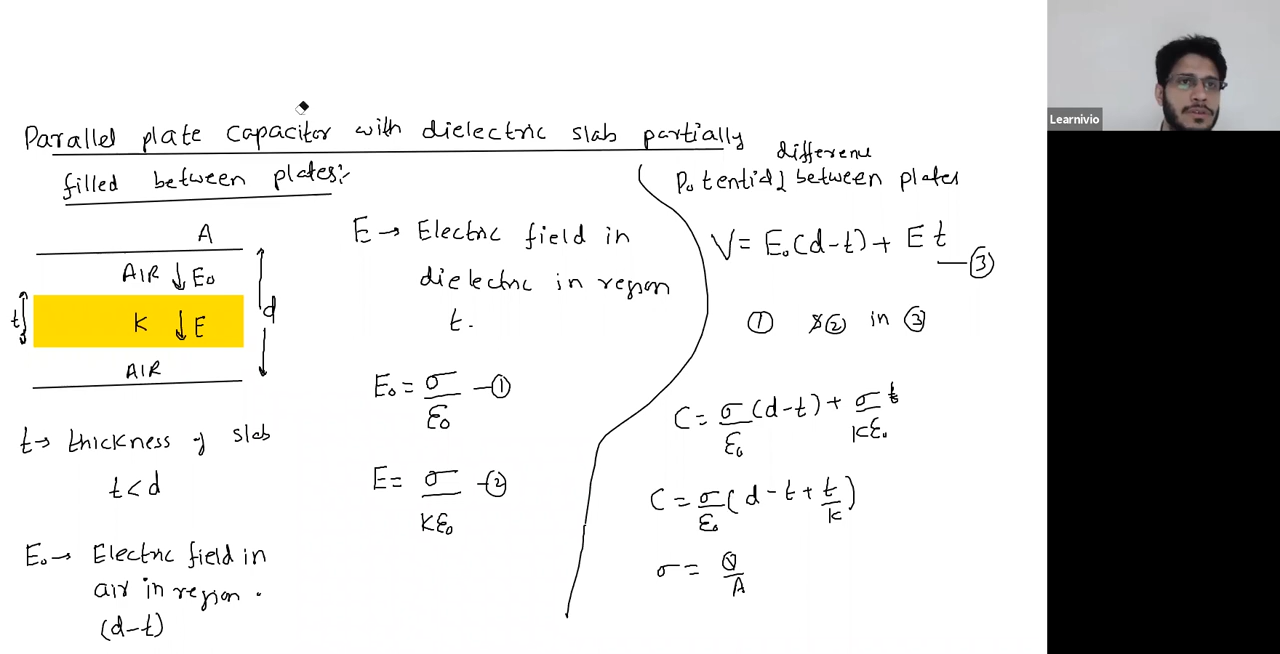 Parallel plate capacitor with dielectric slab partially
filled between plates:-
A
AIR ↓ E₀
t
K ↓ E
d
AIR
t → thickness of slab
t < d
E₀ → Electric field in
air in region.
(d-t)
E → Electric field in
dielectric in region
t.
E₀ = σ/ε₀ —①
E = σ/Kε₀ —②
difference
Potential between plates
V = E₀(d-t) + E t —③
① & ② in ③
C = σ/ε₀ (d-t) + σ/Kε₀ t
C = σ/ε₀ (d - t + t/K)
σ = Q/A
Learnivio